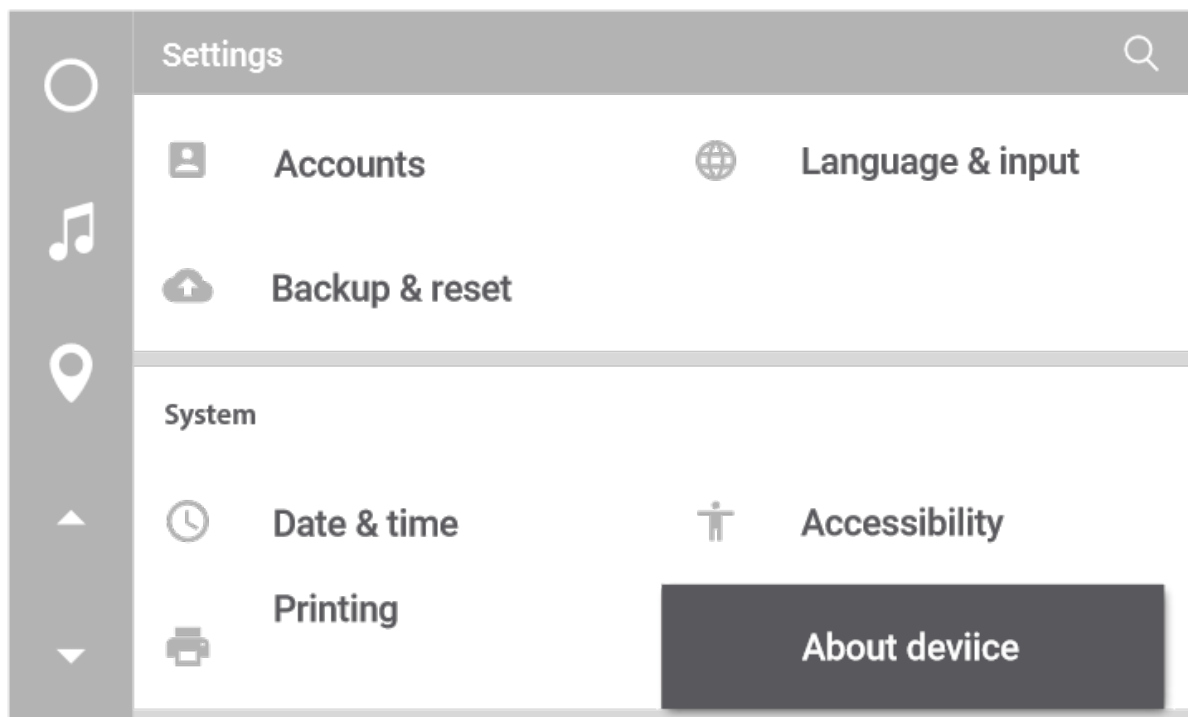 Settings
Accounts
Language & input
Backup & reset
System
Date & time
Accessibility
Printing
About deviice